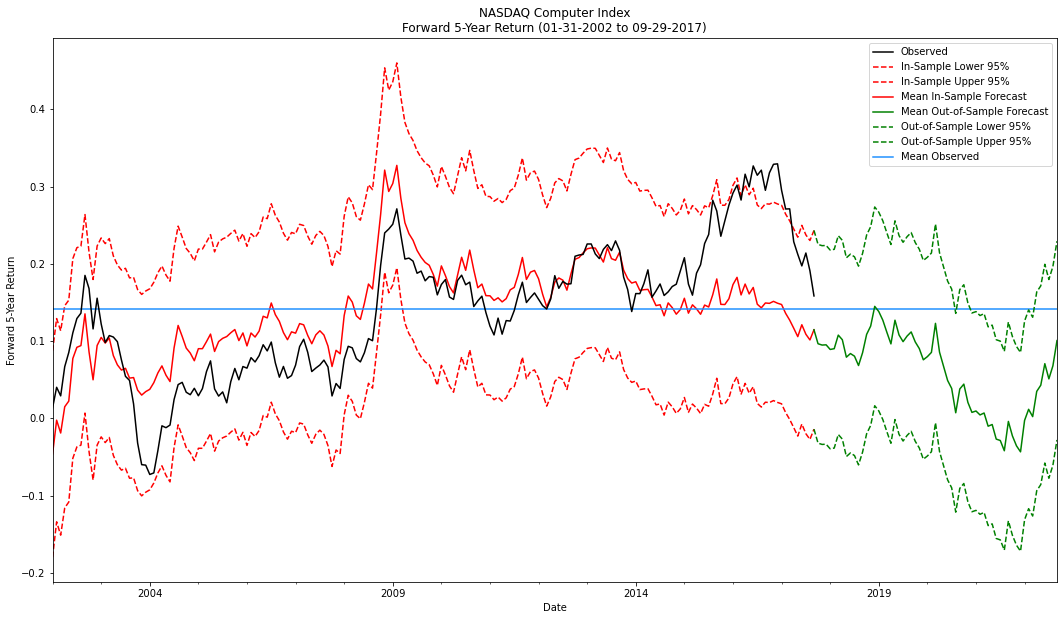 NASDAQ Computer Index
Forward 5-Year Return (01-31-2002 to 09-29-2017)
Observed
In-Sample Lower 95%
In-Sample Upper 95%
Mean In-Sample Forecast
Mean Out-of-Sample Forecast
Out-of-Sample Lower 95%
Out-of-Sample Upper 95%
Mean Observed
Forward 5-Year Return
0.4
0.3
0.2
0.1
0.0
−0.1
−0.2
2004
2009
2014
2019
Date